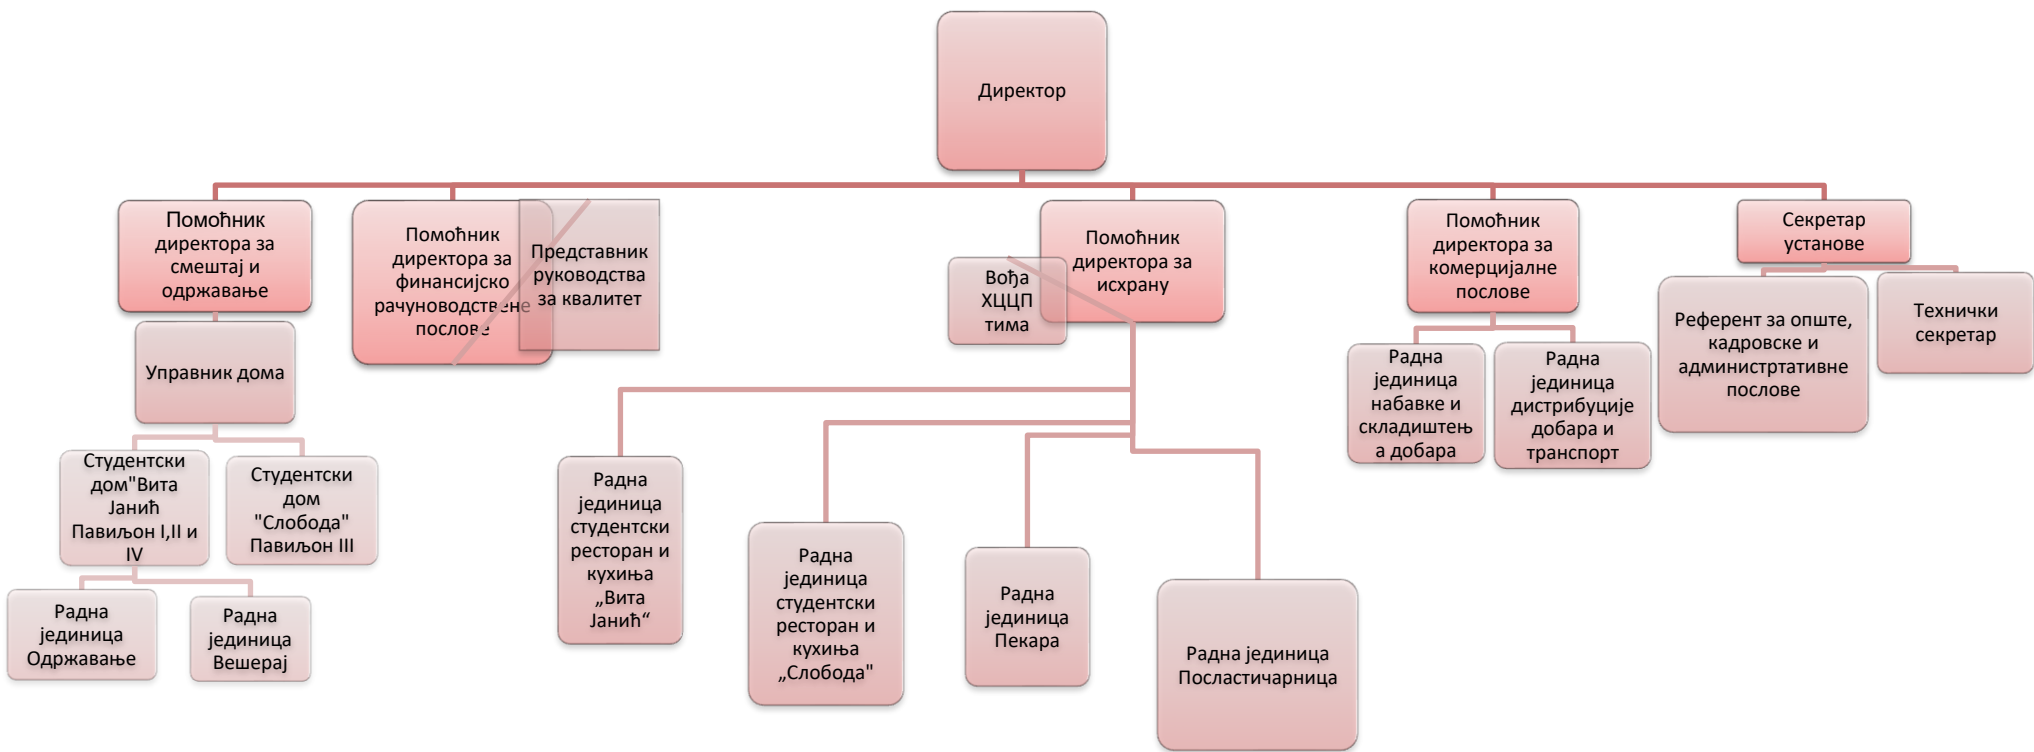 Директор
Помоћник
директора за
смештај и
одржавање
Помоћник
директора за
финансијско
рачуноводствене
послове
Представник
руководства
за квалитет
Помоћник
директора за
исхрану
Вођа
ХЦЦП
тима
Помоћник
директора за
комерцијалне
послове
Секретар
установе
Управник дома
Студентски
дом"Вита
Јанић
Павиљон I,II и
IV
Студентски
дом
"Слобода"
Павиљон III
Радна
јединица
Одржавање
Радна
јединица
Вешерај
Радна
јединица
студентски
ресторан и
кухиња
„Вита
Јанић“
Радна
јединица
студентски
ресторан и
кухиња
„Слобода"
Радна
јединица
Пекара
Радна јединица
Посластичарница
Радна
јединица
набавке и
складиштењ
а добара
Радна
јединица
дистрибуције
добара и
транспорт
Референт за опште,
кадровске и
администртативне
послове
Технички
секретар